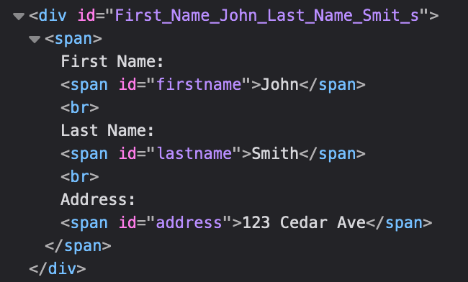 <div id="First_Name_John_Last_Name_Smit_s">
<span>
First Name:
<span id="firstname">John</span>
<br>
Last Name:
<span id="lastname">Smith</span>
<br>
Address:
<span id="address">123 Cedar Ave</span>
</span>
</div>